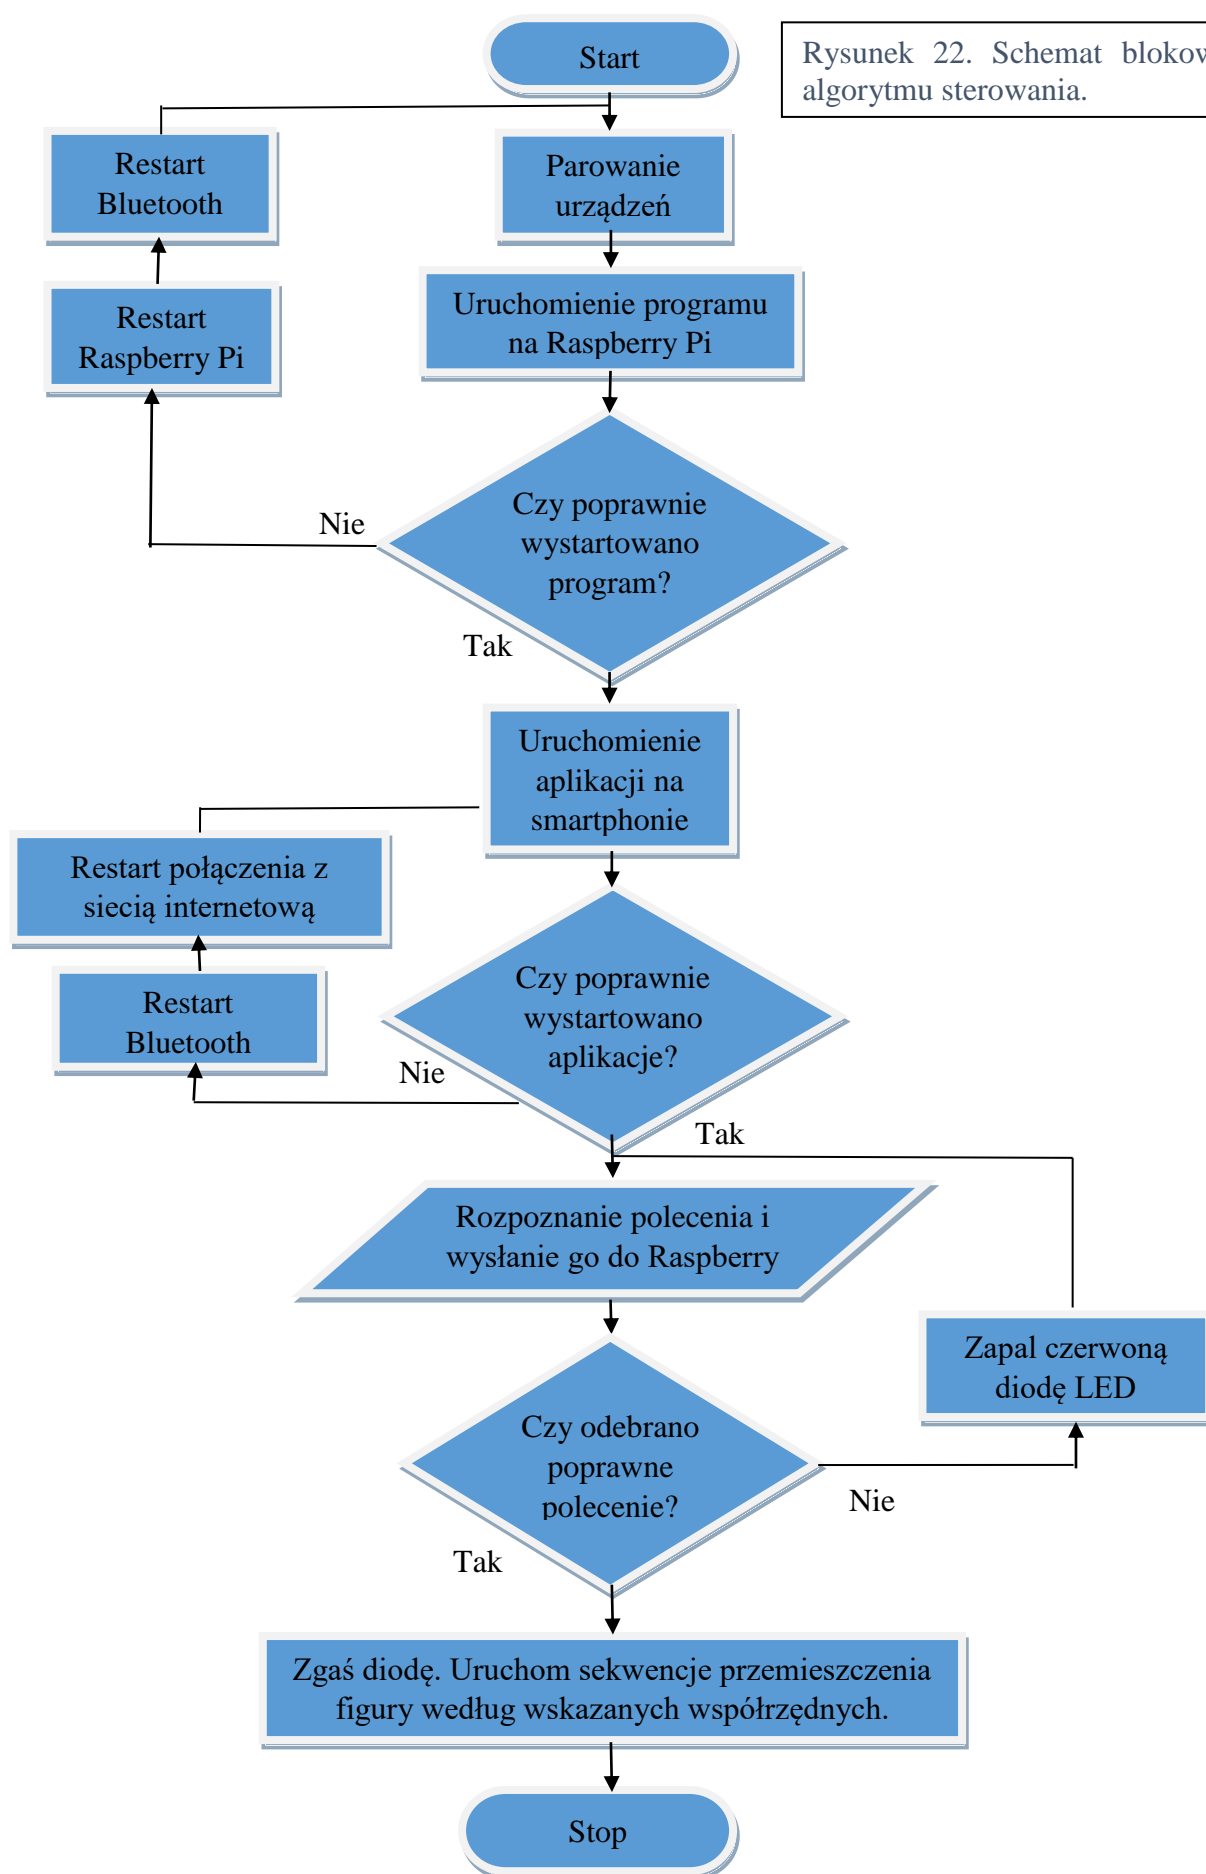 Start
Rysunek 22. Schemat blokow
algorytmu sterowania.
Restart
Bluetooth
Parowanie
urządzeń
Restart
Raspberry Pi
Uruchomienie programu
na Raspberry Pi
Nie
Czy poprawnie
wystartowano
program?
Tak
Uruchomienie
aplikacji na
smartphonie
Restart połączenia z
siecią internetową
Restart
Bluetooth
Czy poprawnie
wystartowano
aplikacje?
Nie
Tak
Rozpoznanie polecenia i
wysłanie go do Raspberry
Zapal czerwoną
diodę LED
Czy odebrano
poprawne
polecenie?
Nie
Tak
Zgaś diodę. Uruchom sekwencje przemieszczenia
figury według wskazanych współrzędnych.
Stop